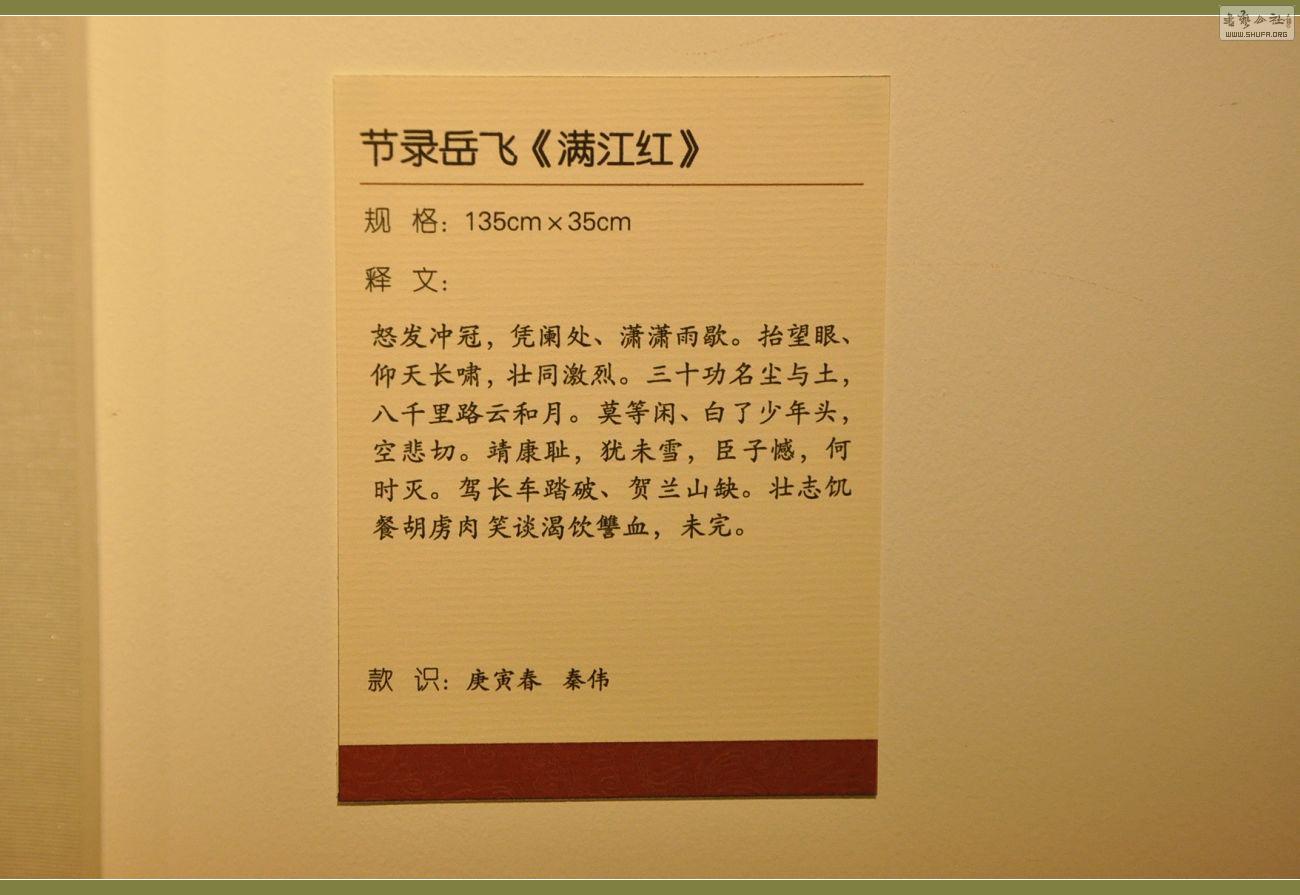 节录岳飞《满江红》
规 格：135cm×35cm
释 文：
怒发冲冠，凭阑处、潇潇雨歇。抬望眼、
仰天长啸，壮同激烈。三十功名尘与土，
八千里路云和月。莫等闲、白了少年头，
空悲切。靖康耻，犹未雪，臣子憾，何
时灭。驾长车踏破、贺兰山缺。壮志饥
餐胡虏肉 笑谈渴饮讐血，未完。
款 识：庚寅春 秦伟
WWW.SHUFA.ORG